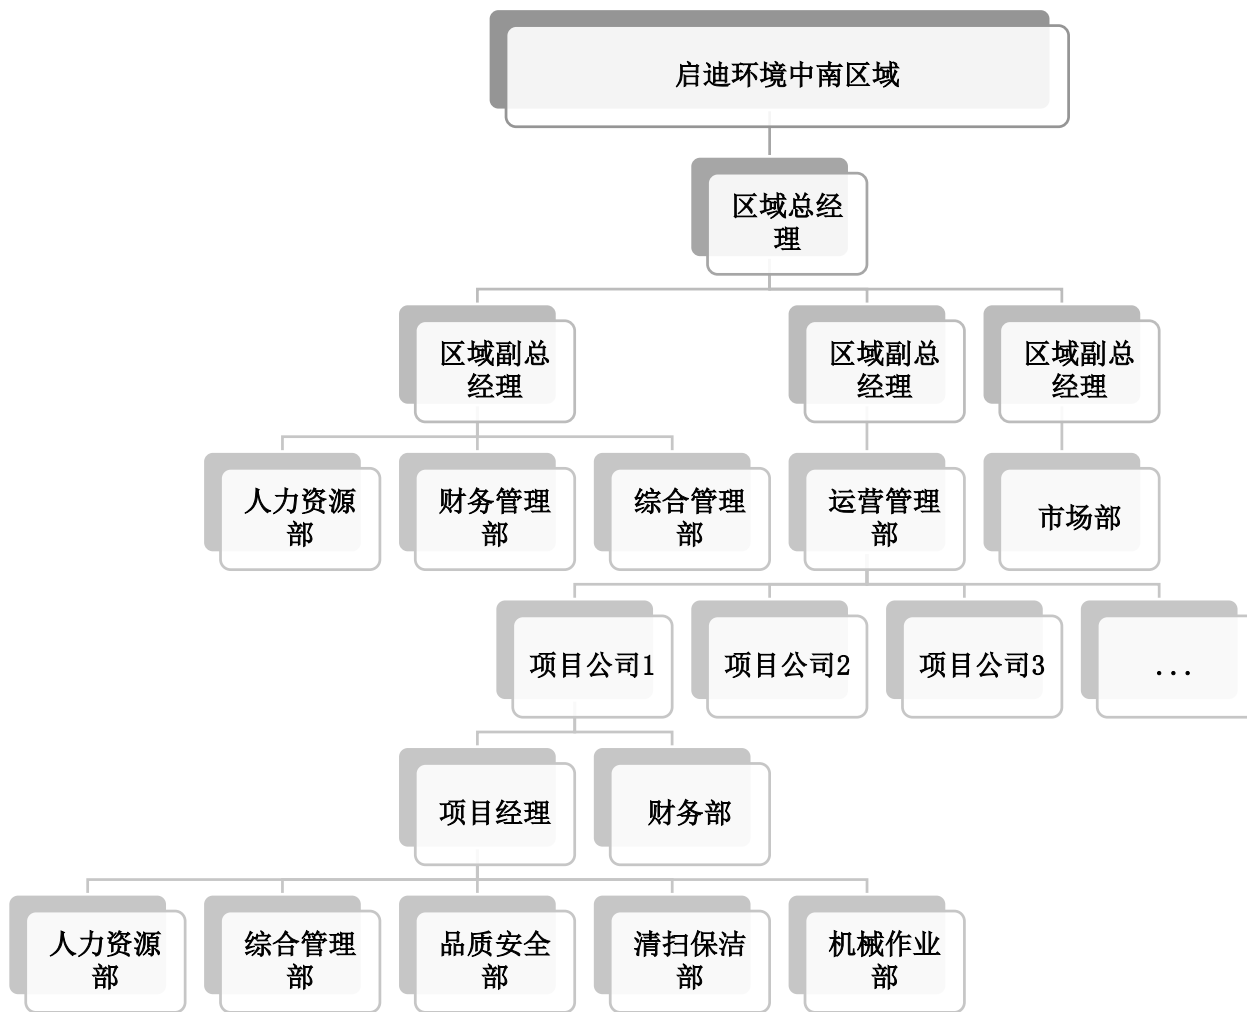 启迪环境中南区域
区域总经
理
区域副总
经理
区域副总
经理
区域副总
经理
人力资源
部
财务管理
部
综合管理
部
运营管理
部
市场部
项目公司1
项目公司2
项目公司3
...
项目经理
财务部
人力资源
部
综合管理
部
品质安全
部
清扫保洁
部
机械作业
部